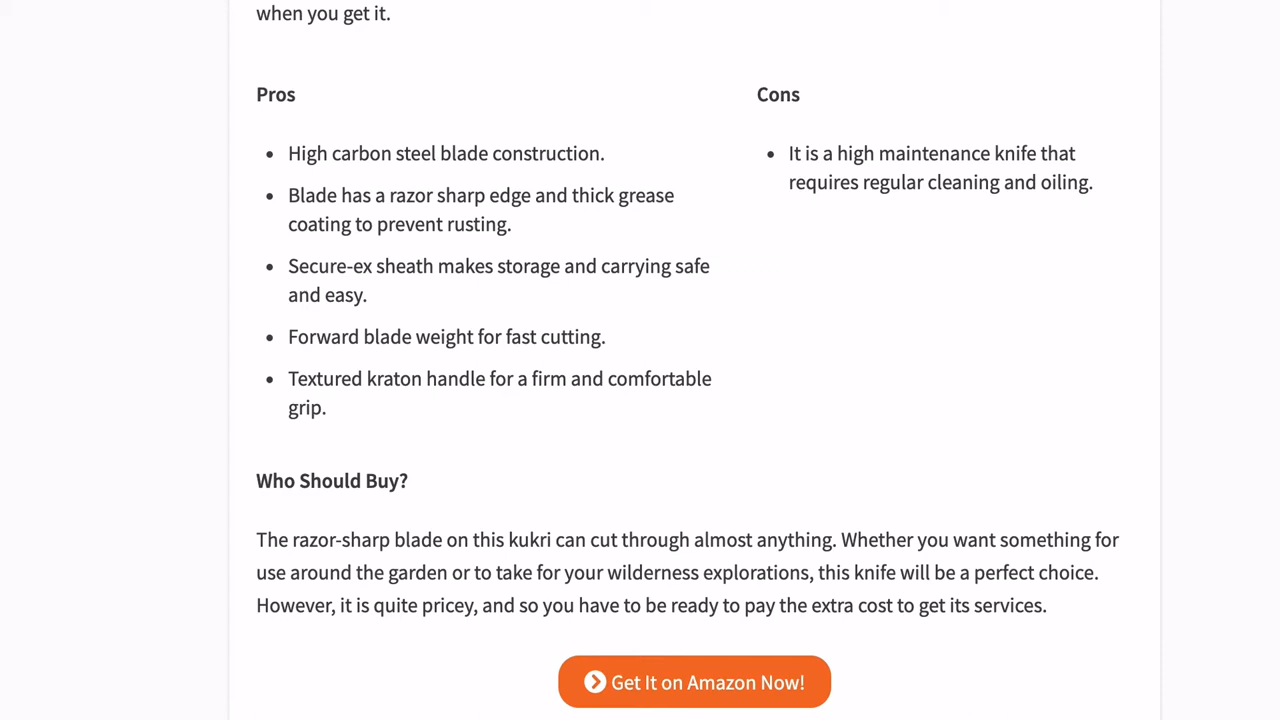 when you get it.
Pros
High carbon steel blade construction.
Blade has a razor sharp edge and thick grease
coating to prevent rusting.
Secure-ex sheath makes storage and carrying safe
and easy.
Forward blade weight for fast cutting.
Textured kraton handle for a firm and comfortable
grip.
Cons
It is a high maintenance knife that
requires regular cleaning and oiling.
Who Should Buy?
The razor-sharp blade on this kukri can cut through almost anything. Whether you want something for
use around the garden or to take for your wilderness explorations, this knife will be a perfect choice.
However, it is quite pricey, and so you have to be ready to pay the extra cost to get its services.
Get It on Amazon Now!